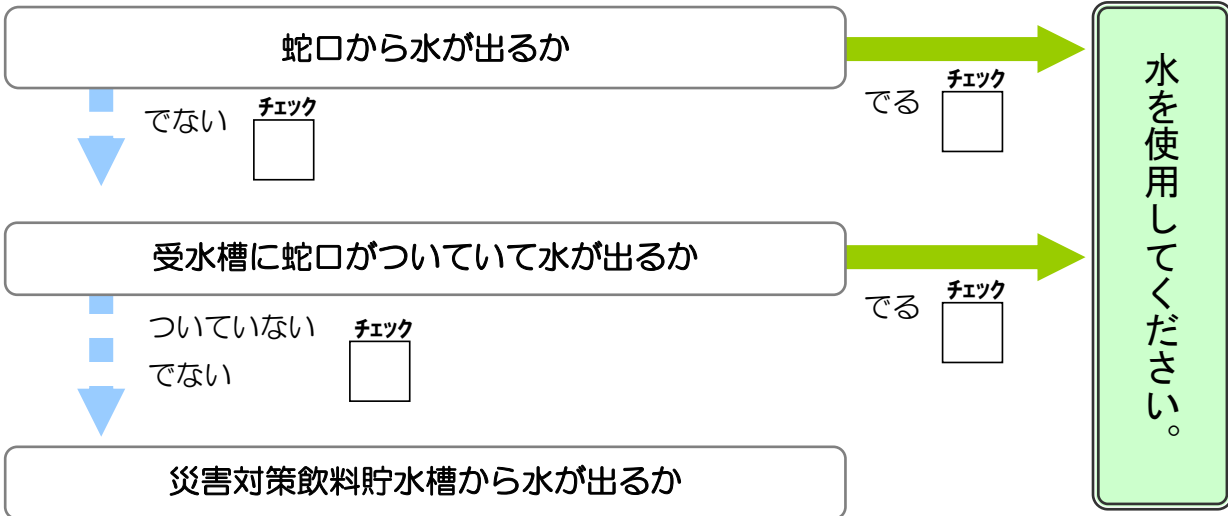 蛇口から水が出るか
でない
チェック
でる
チェック
受水槽に蛇口がついていて水が出るか
ついていない
でない
チェック
でる
チェック
災害対策飲料貯水槽から水が出るか
水を使用してください。